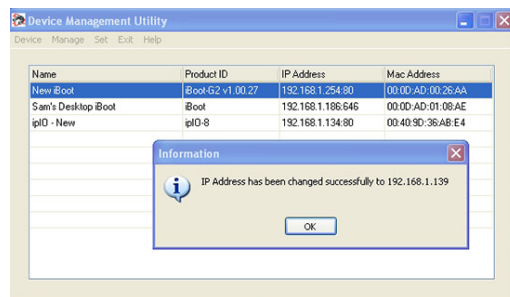 Device Management Utility
Device Manage Set Exit Help
Name Product ID IP Address Mac Address
New iBoot iBoot-G2 v1.00.27 192.168.1.254:80 00:0D:AD:00:26:AA
Sam's Desktop iBoot iBoot 192.168.1.186:646 00:0D:AD:01:08:AE
ipIO - New ipIO-8 192.168.1.134:80 00:40:9D:36:AB:E4
Information
IP Address has been changed successfully to 192.168.1.139
OK